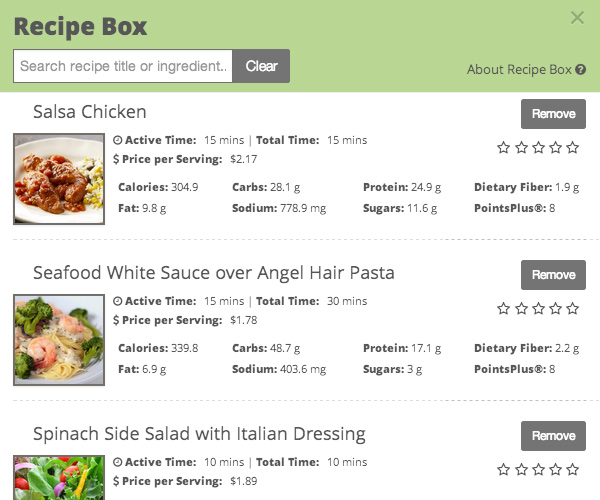 Recipe Box
Search recipe title or ingredient..
Clear
About Recipe Box
Salsa Chicken
Remove
Active Time: 15 mins | Total Time: 15 mins
$ Price per Serving: $2.17
Calories: 304.9 Carbs: 28.1 g Protein: 24.9 g Dietary Fiber: 1.9 g
Fat: 9.8 g Sodium: 778.9 mg Sugars: 11.6 g PointsPlus®: 8
Seafood White Sauce over Angel Hair Pasta
Remove
Active Time: 15 mins | Total Time: 30 mins
$ Price per Serving: $1.78
Calories: 339.8 Carbs: 48.7 g Protein: 17.1 g Dietary Fiber: 2.2 g
Fat: 6.9 g Sodium: 403.6 mg Sugars: 3 g PointsPlus®: 8
Spinach Side Salad with Italian Dressing
Remove
Active Time: 10 mins | Total Time: 10 mins
$ Price per Serving: $1.89